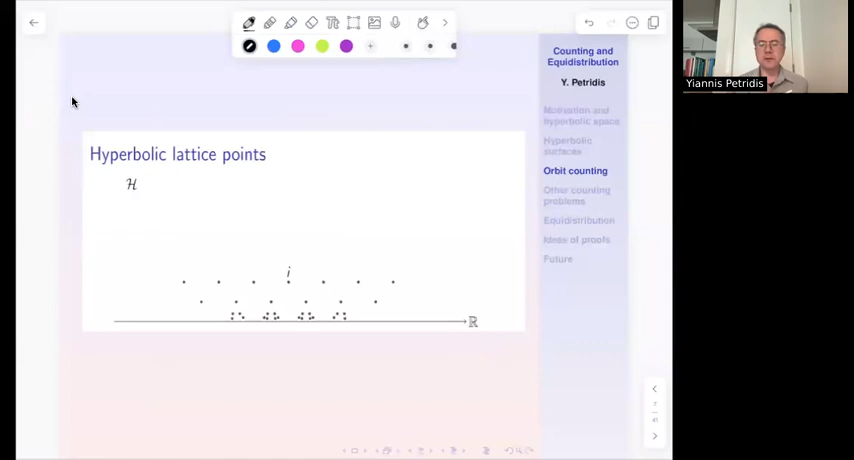 Tt
Counting and
Equidistribution
Y. Petridis
Motivation and
hyperbolic space
Hyperbolic
surfaces
Orbit counting
Other counting
problems
Equidistribution
Ideas of proofs
Future
Hyperbolic lattice points
H
i
ℝ
Yiannis Petridis